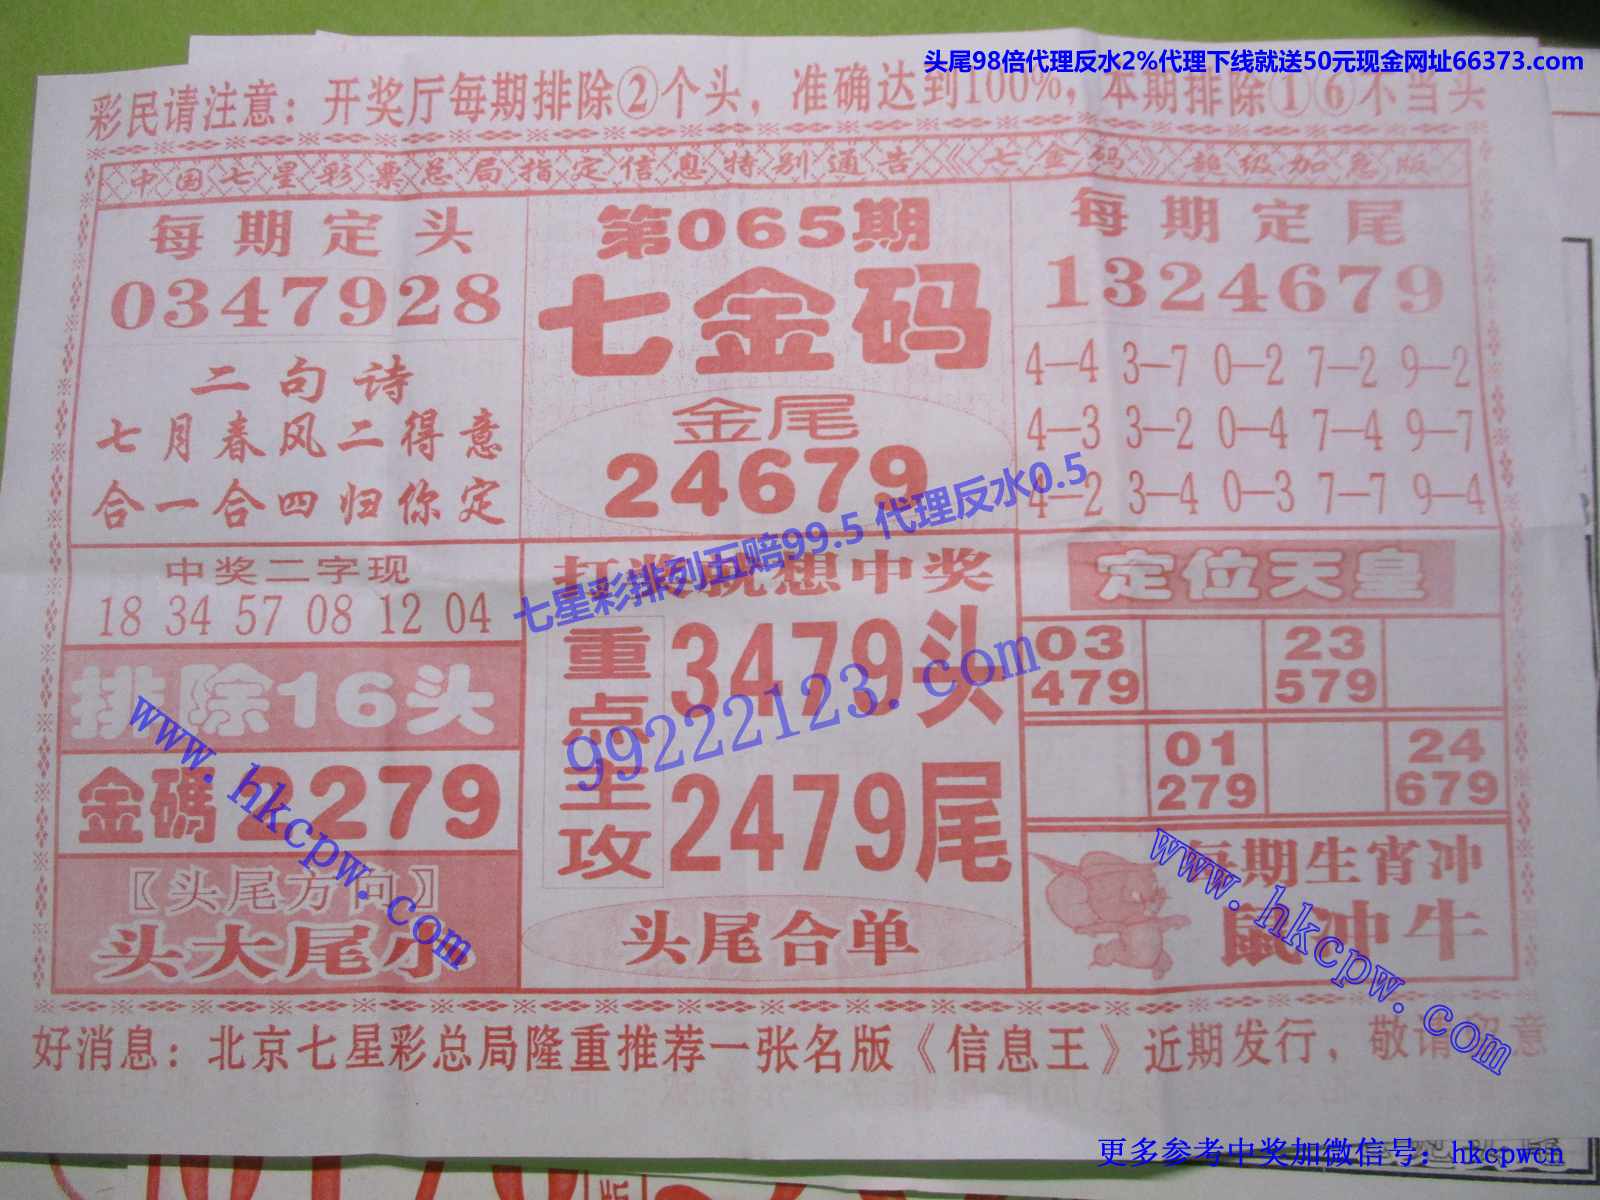 头尾98倍代理反水2%代理下线就送50元现金网址66373.com
彩民请注意：开奖厅每期排除②个头，准确达到100%，本期排除①⑥不当头
中国七星彩票总局指定信息特别通告《七金码》超级加急版
每期定头
0347928
二句诗
七月春风二得意
合一合四归你定
第065期
七金码
金尾
24679
每期定尾
1324679
4—4 3—7 0—2 7—2 9—2
4—3 3—2 0—4 7—4 9—7
4—2 3—4 0—3 7—7 9—4
七星彩排列五赔99.5 代理反水0.5
99222123.com
中奖二字现
18 34 57 08 12 04
排除16头
金碼2279
〖头尾方向〗
头大尾小
www.hkcpw.com
打奖就想中奖
重点主攻
3479头
2479尾
头尾合单
定位天皇
03 23
479 579
01 24
279 679
每期生宵冲
鼠冲牛
www.hkcpw.com
好消息：北京七星彩总局隆重推荐一张名版《信息王》近期发行，敬请留意
更多参考中奖加微信号：hkcpwcn